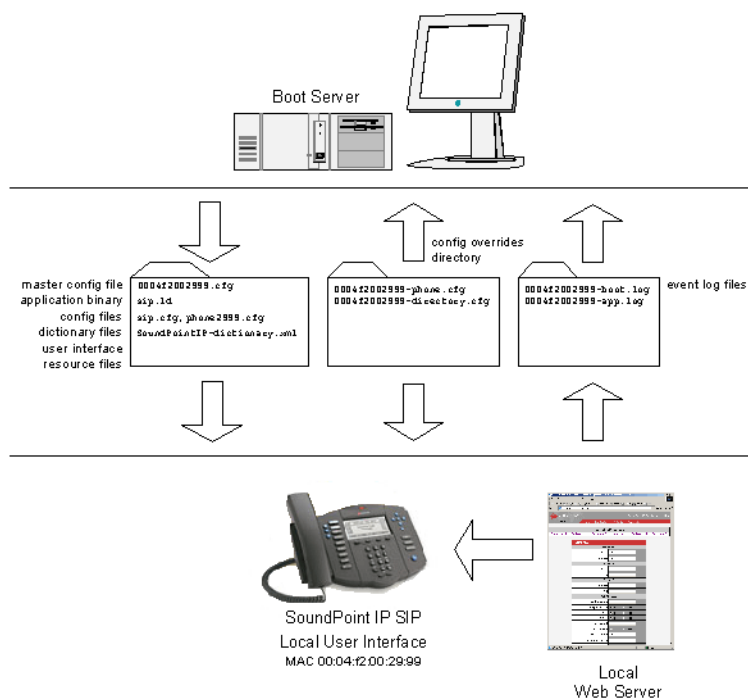 Boot Server
config overrides
directory
master config file
application binary
config files
dictionary files
user interface
resource files
0004f2002999.cfg
sip.ld
sip.cfg, phone2999.cfg
SoundPointIP-dictionary.xml
0004f2002999-phone.cfg
0004f2002999-directory.cfg
0004f2002999-boot.log
0004f2002999-app.log
event log files
SoundPoint IP SIP
Local User Interface
MAC 00:04:f2:00:29:99
Local
Web Server